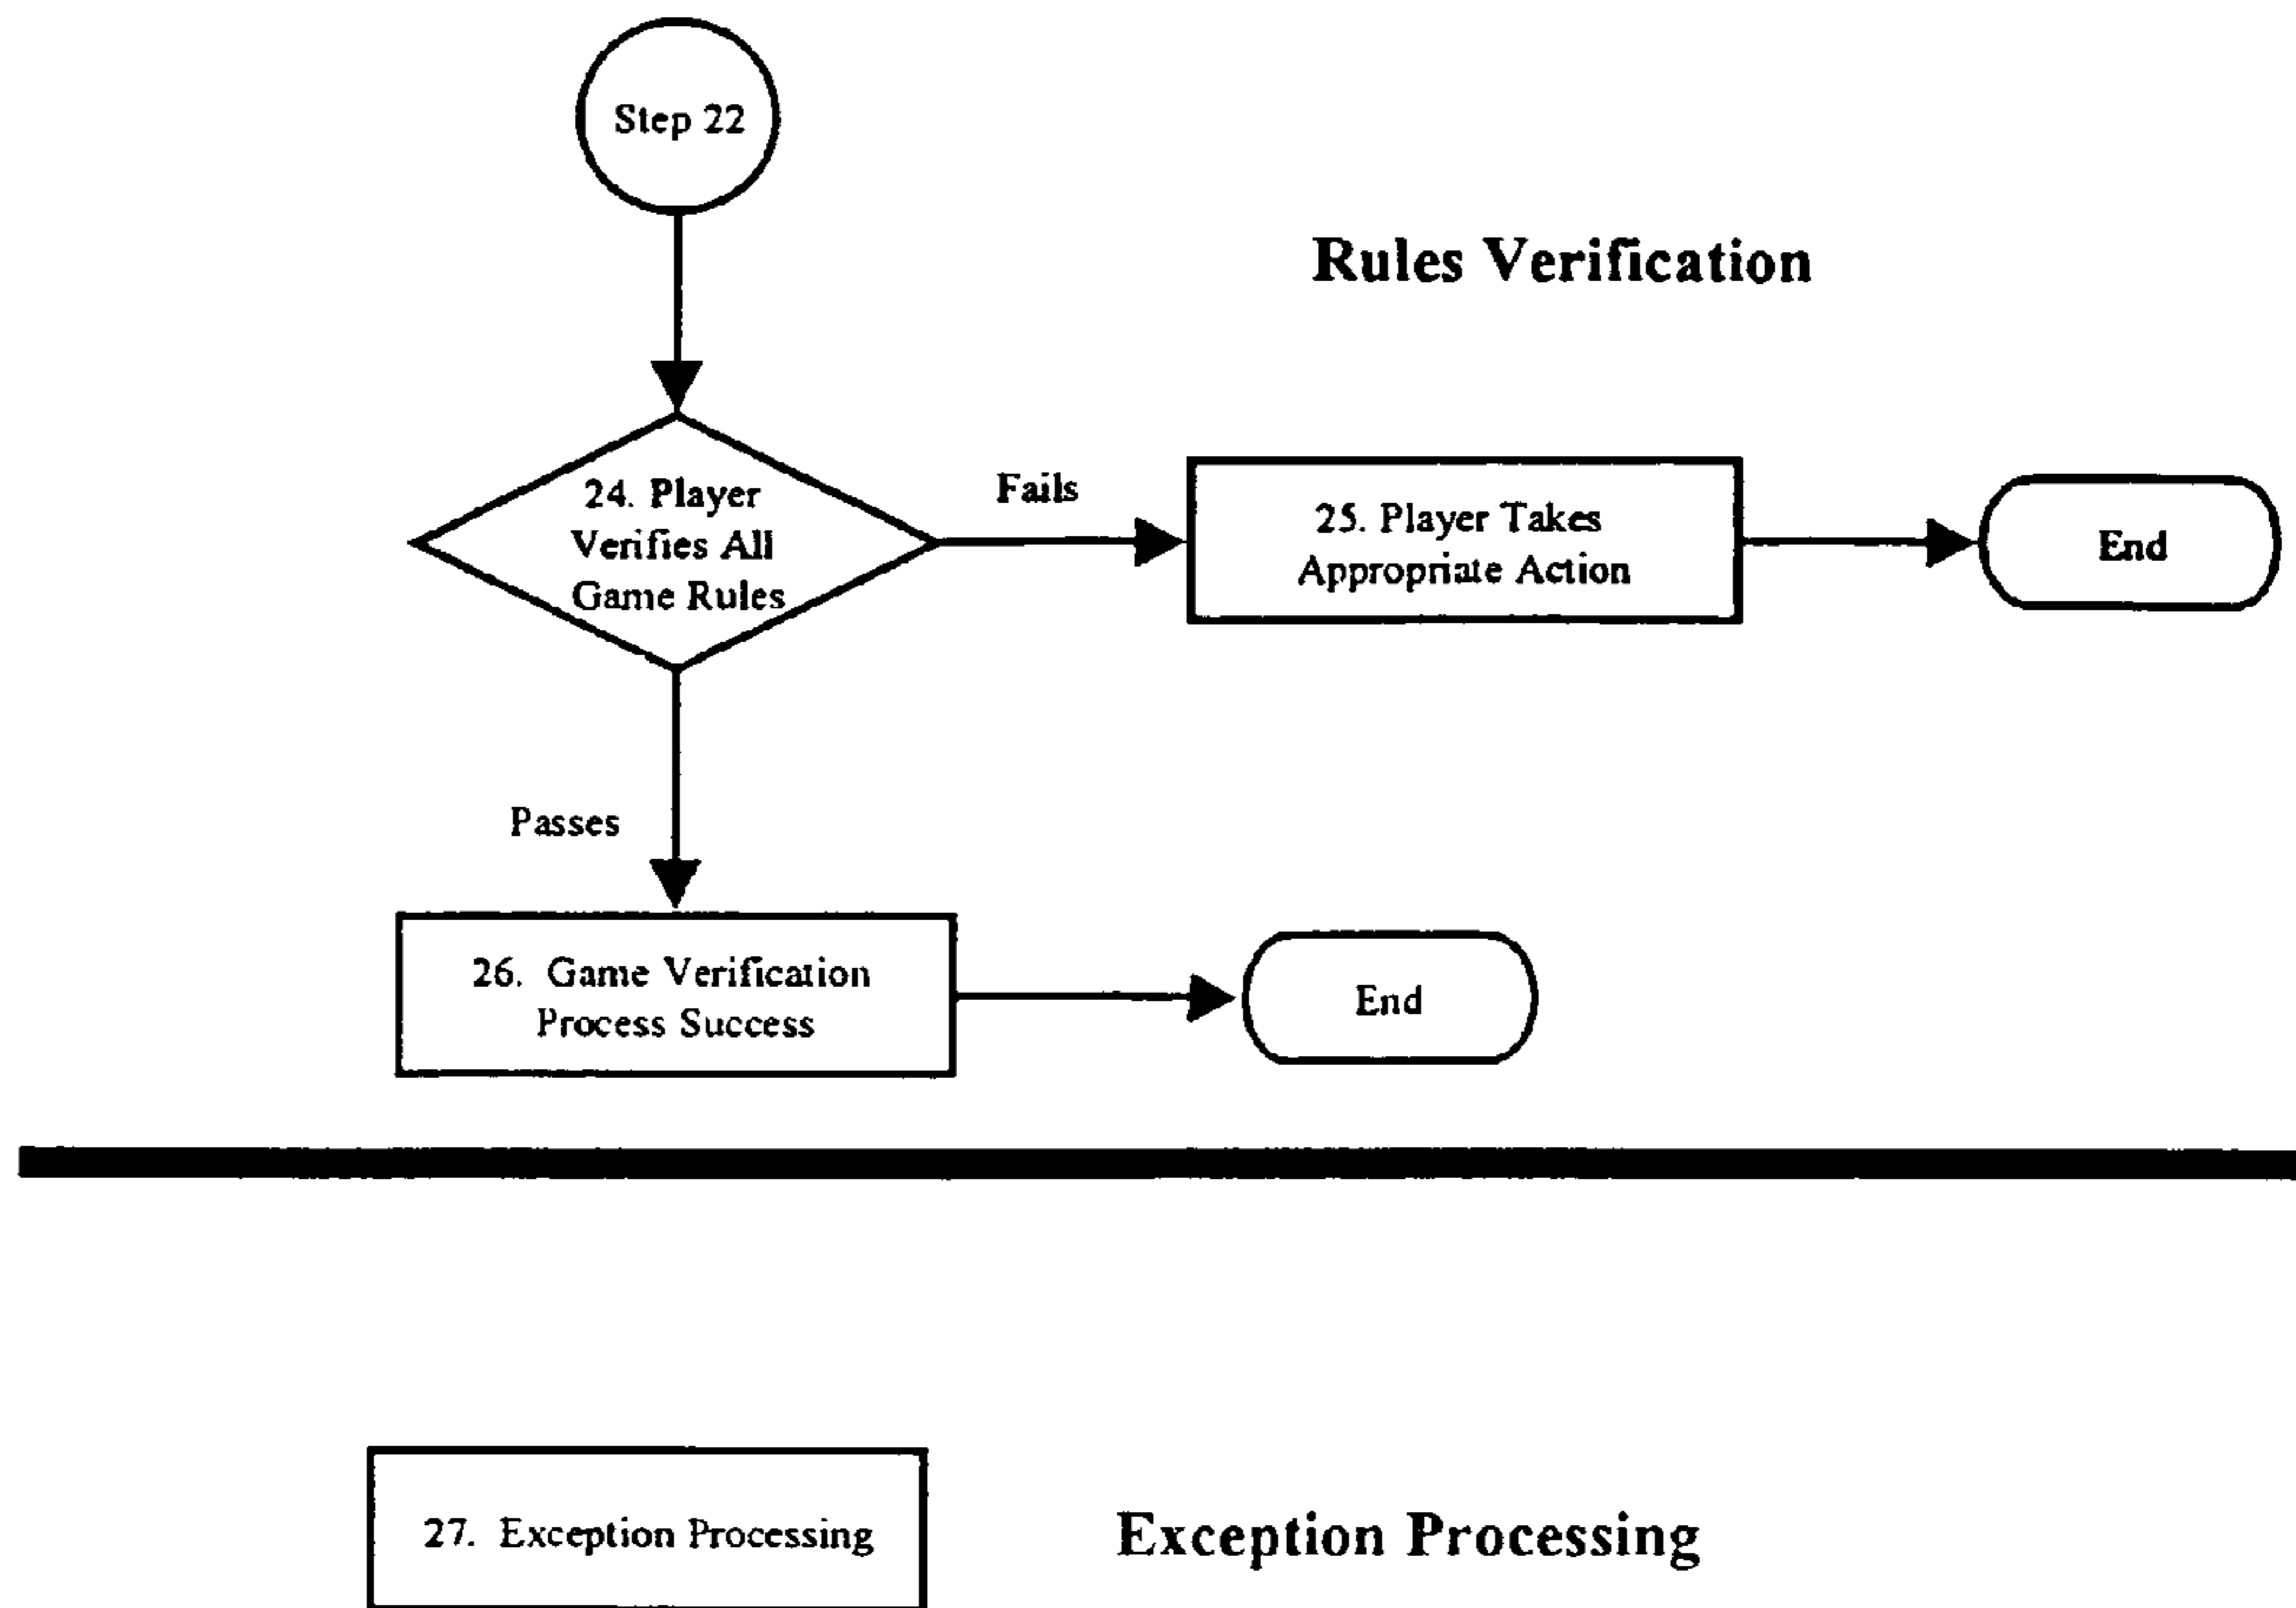 Step 22
Rules Verification
24. Player
Verifies All
Game Rules
Fails
25. Player Takes
Appropriate Action
End
Passes
26. Game Verification
Process Success
End
27. Exception Processing
Exception Processing